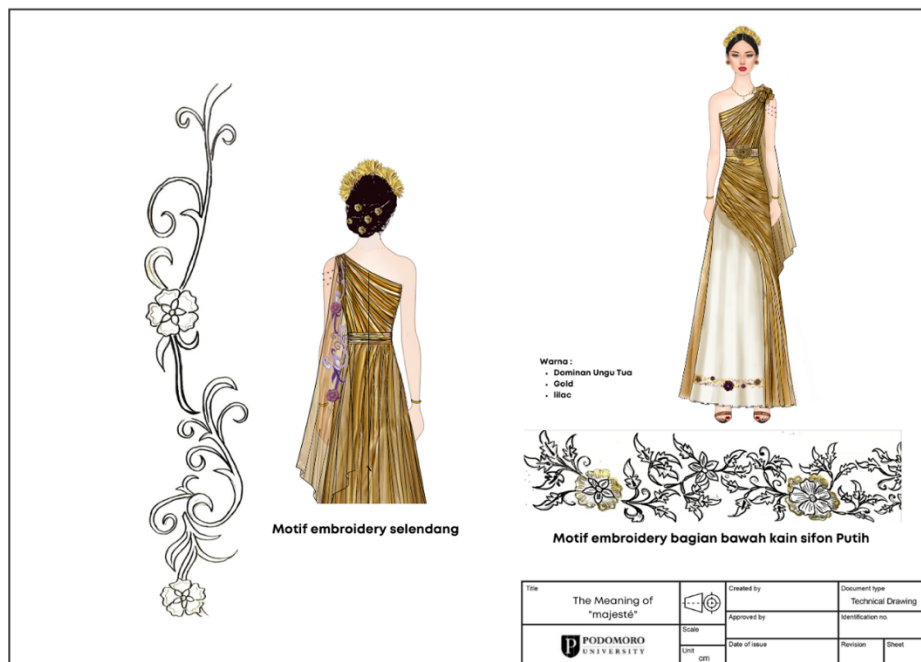 Warna :
• Dominan Ungu Tua
• Gold
• lilac
Motif embroidery selendang
Motif embroidery bagian bawah kain sifon Putih
Title
The Meaning of
"majesté"
PODOMORO
UNIVERSITY
Scale
Unit
cm
Created by
Approved by
Date of issue
Document type
Technical Drawing
Identification no.
Revision
Sheet